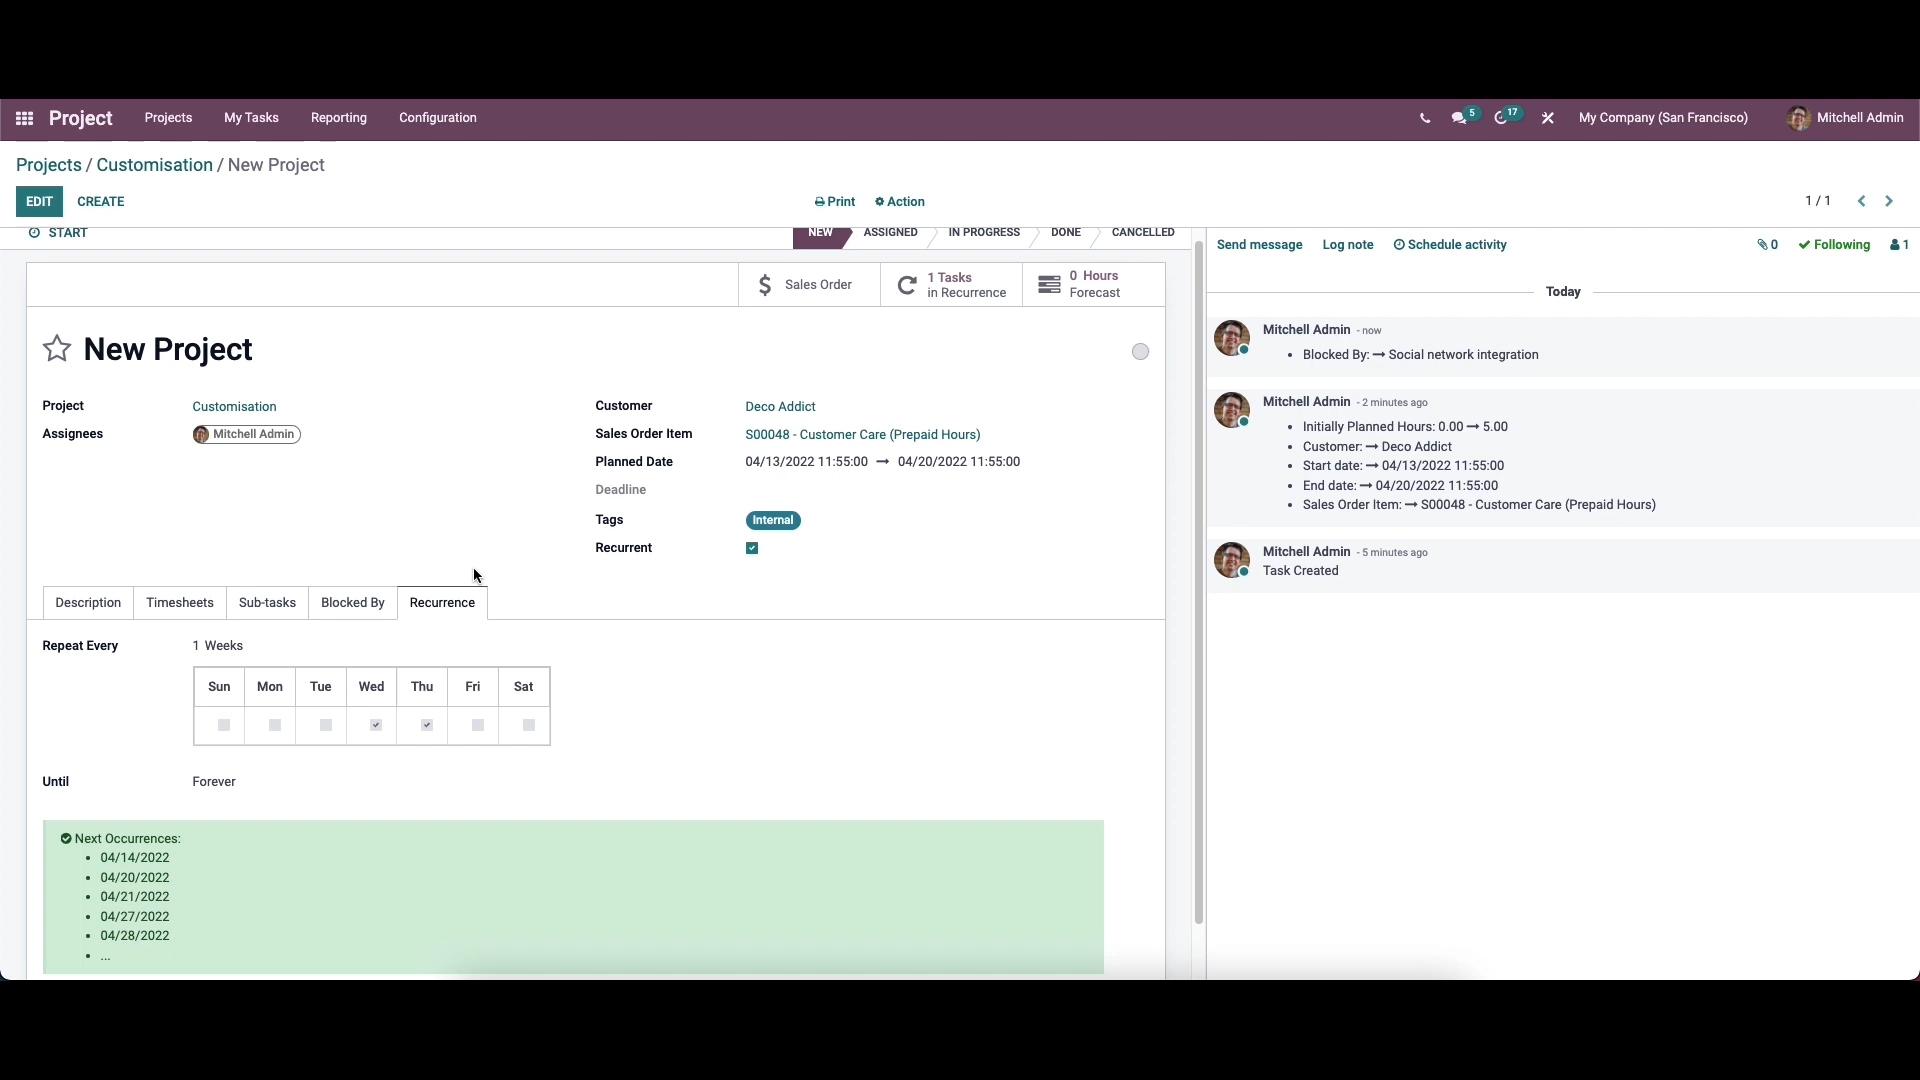 Project Projects My Tasks Reporting Configuration 5 17 My Company (San Francisco) Mitchell Admin
Projects / Customisation / New Project
EDIT CREATE Print Action 1 / 1
START NEW ASSIGNED IN PROGRESS DONE CANCELLED
Sales Order
1 Tasks
in Recurrence
0 Hours
Forecast
New Project
Project Customisation
Assignees Mitchell Admin
Customer Deco Addict
Sales Order Item S00048 - Customer Care (Prepaid Hours)
Planned Date 04/13/2022 11:55:00 → 04/20/2022 11:55:00
Deadline
Tags Internal
Recurrent
Description Timesheets Sub-tasks Blocked By Recurrence
Repeat Every 1 Weeks
Sun Mon Tue Wed Thu Fri Sat
Until Forever
Next Occurrences:
• 04/14/2022
• 04/20/2022
• 04/21/2022
• 04/27/2022
• 04/28/2022
• ...
Send message Log note Schedule activity 0 Following 1
Today
Mitchell Admin - now
• Blocked By: → Social network integration
Mitchell Admin - 2 minutes ago
• Initially Planned Hours: 0.00 → 5.00
• Customer: → Deco Addict
• Start date: → 04/13/2022 11:55:00
• End date: → 04/20/2022 11:55:00
• Sales Order Item: → S00048 - Customer Care (Prepaid Hours)
Mitchell Admin - 5 minutes ago
Task Created